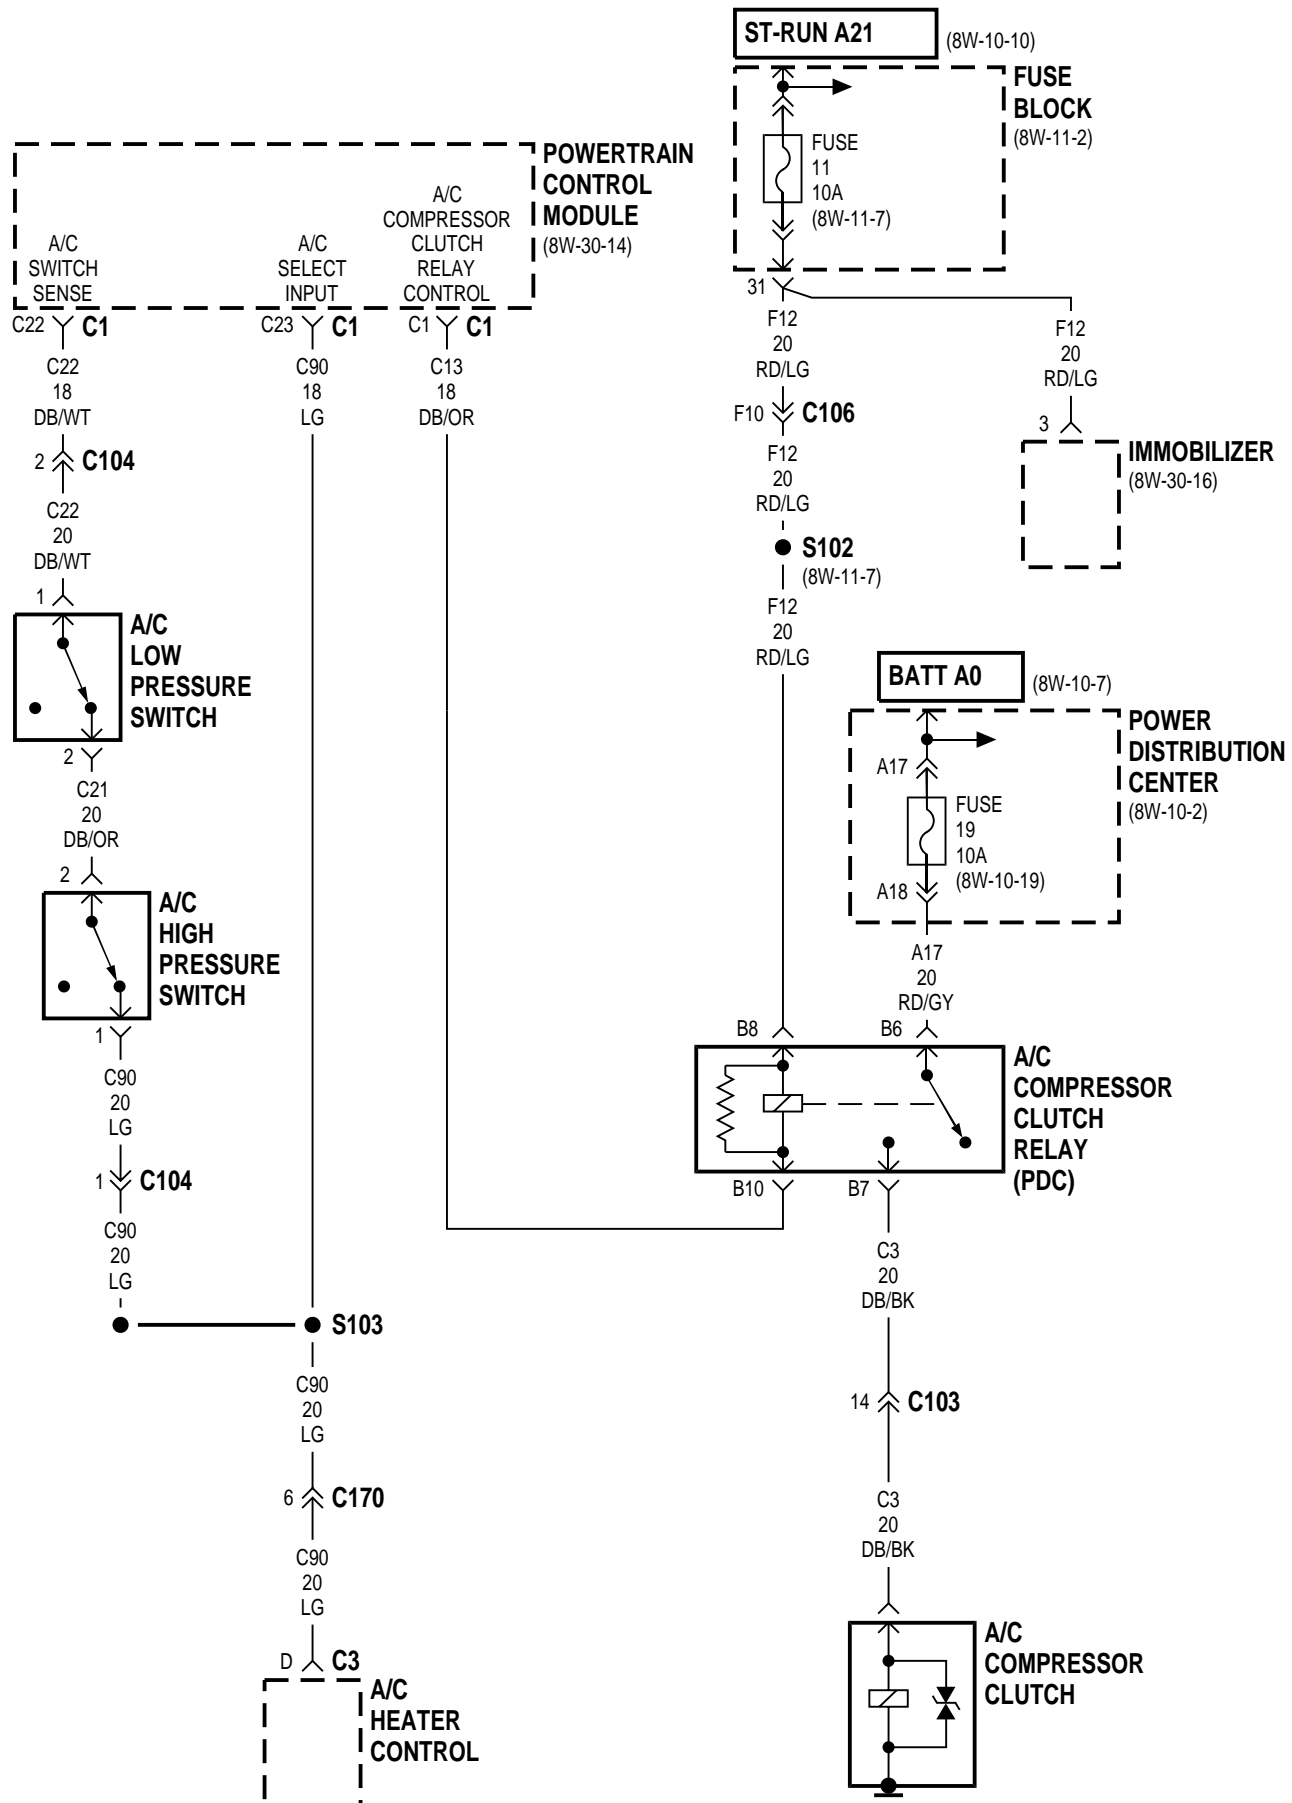 ST-RUN A21
(8W-10-10)
FUSE
BLOCK
(8W-11-2)
FUSE
11
10A
(8W-11-7)
POWERTRAIN
CONTROL
MODULE
(8W-30-14)
A/C
SWITCH
SENSE
A/C
SELECT
INPUT
A/C
COMPRESSOR
CLUTCH
RELAY
CONTROL
C22
C1
C23
C1
C1
C1
C22
18
DB/WT
C90
18
LG
C13
18
DB/OR
31
F12
20
RD/LG
F12
20
RD/LG
F10
C106
3
IMMOBILIZER
(8W-30-16)
2
C104
F12
20
RD/LG
C22
20
DB/WT
S102
(8W-11-7)
1
A/C
LOW
PRESSURE
SWITCH
F12
20
RD/LG
BATT A0
(8W-10-7)
POWER
DISTRIBUTION
CENTER
(8W-10-2)
A17
FUSE
19
10A
(8W-10-19)
A18
2
C21
20
DB/OR
2
A/C
HIGH
PRESSURE
SWITCH
A17
20
RD/GY
1
B8
B6
A/C
COMPRESSOR
CLUTCH
RELAY
(PDC)
C90
20
LG
1
C104
B10
B7
C90
20
LG
C3
20
DB/BK
S103
C90
20
LG
14
C103
6
C170
C3
20
DB/BK
C90
20
LG
D
C3
A/C
HEATER
CONTROL
A/C
COMPRESSOR
CLUTCH